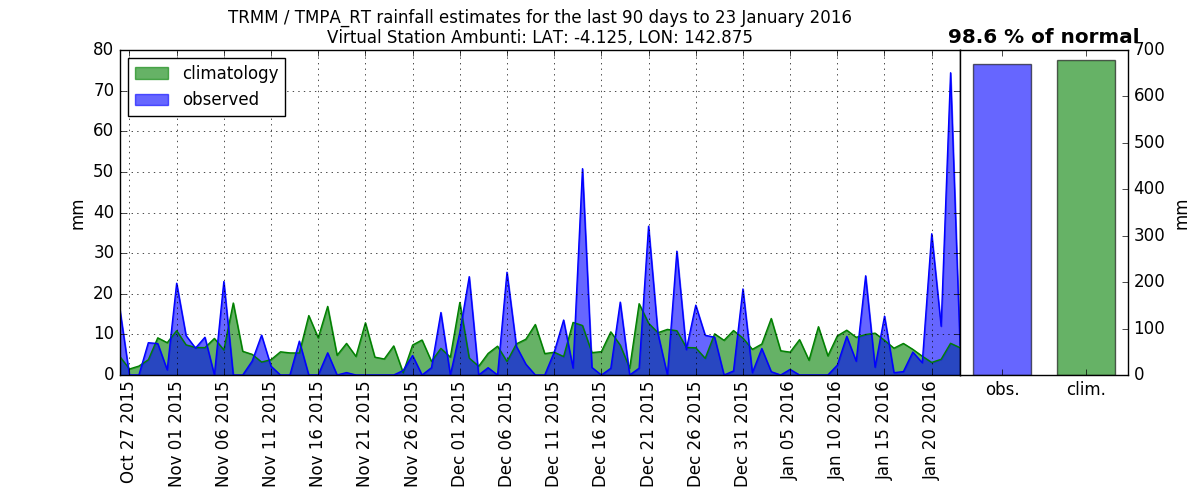 TRMM / TMPA_RT rainfall estimates for the last 90 days to 23 January 2016
Virtual Station Ambunti: LAT: -4.125, LON: 142.875
98.6 % of normal
climatology
observed
80
70
60
50
40
30
20
10
0
mm
700
600
500
400
300
200
100
0
mm
Oct 27 2015
Nov 01 2015
Nov 06 2015
Nov 11 2015
Nov 16 2015
Nov 21 2015
Nov 26 2015
Dec 01 2015
Dec 06 2015
Dec 11 2015
Dec 16 2015
Dec 21 2015
Dec 26 2015
Dec 31 2015
Jan 05 2016
Jan 10 2016
Jan 15 2016
Jan 20 2016
obs.
clim.